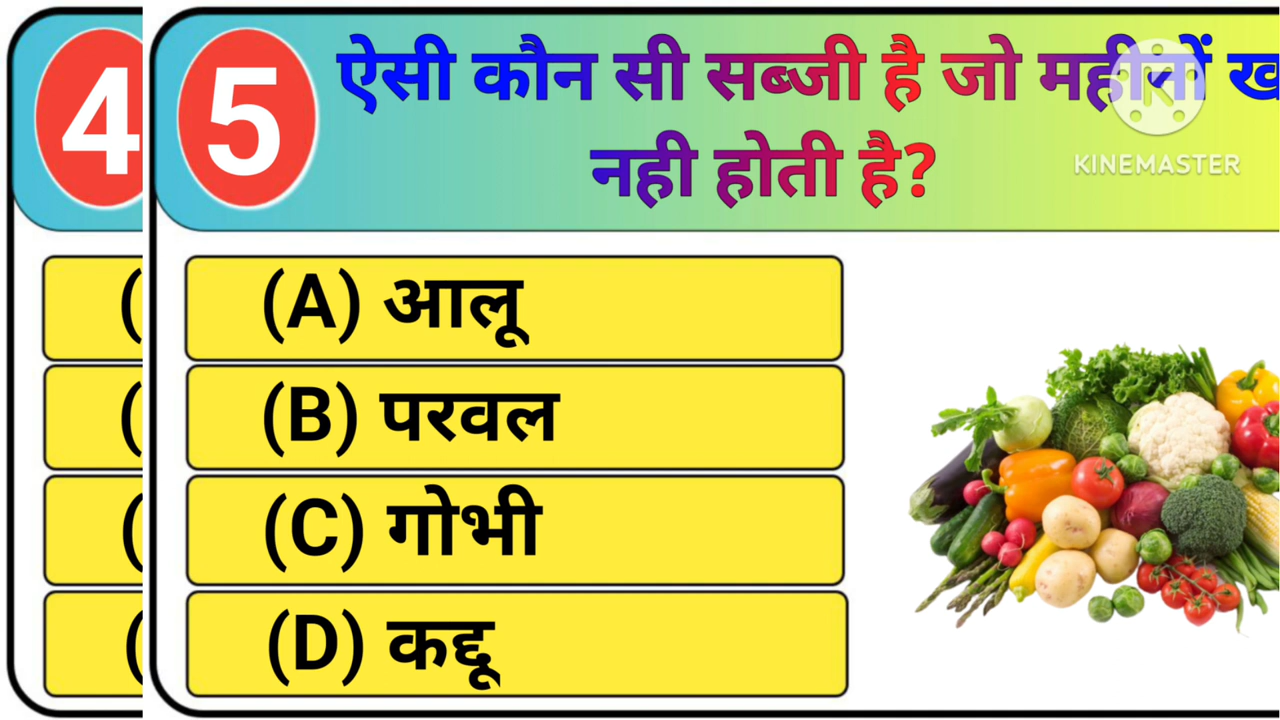 4
5
ऐसी कौन सी सब्जी है जो महीनों
नही होती है?
KINEMASTER
(A) आलू
(B) परवल
(C) गोभी
(D) कद्दू